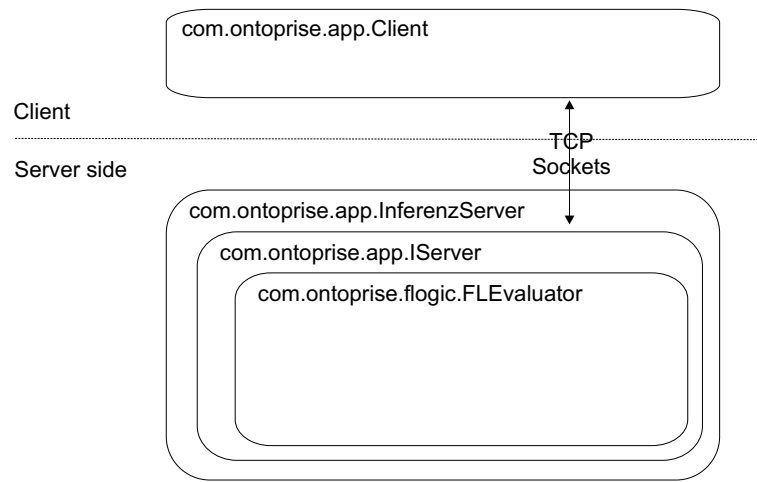 com.ontoprise.app.Client
Client
TCP
Server side
Sockets
com.ontoprise.app.InferenzServer
com.ontoprise.app.IServer
com.ontoprise.flogic.FLEvaluator